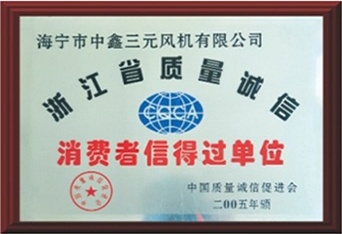 海宁市中鑫三元风机有限公司
浙江省质量诚信
CQCA
消费者信得过单位
中国质量诚信促进会
二00五年颁